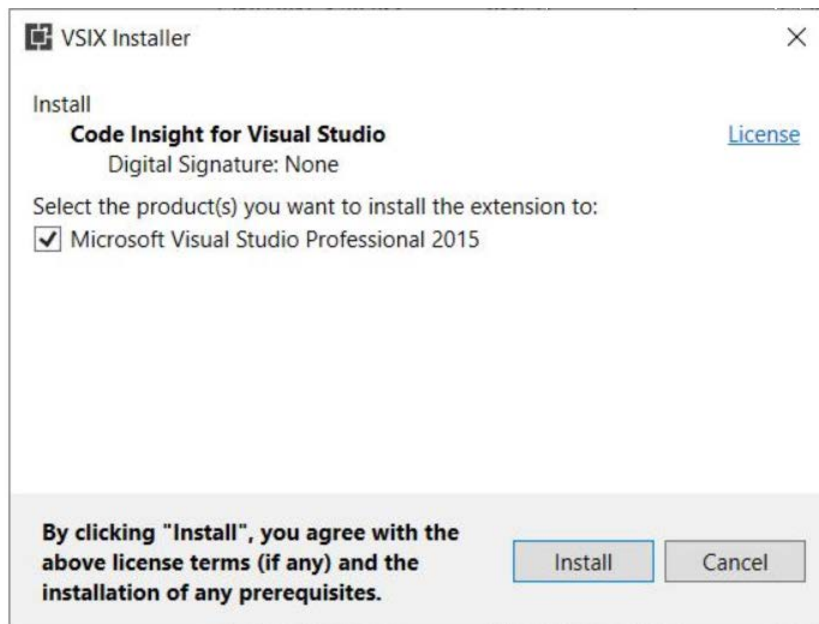 VSIX Installer
Install
Code Insight for Visual Studio
License
Digital Signature: None
Select the product(s) you want to install the extension to:
Microsoft Visual Studio Professional 2015
By clicking "Install", you agree with the
above license terms (if any) and the
installation of any prerequisites.
Install
Cancel